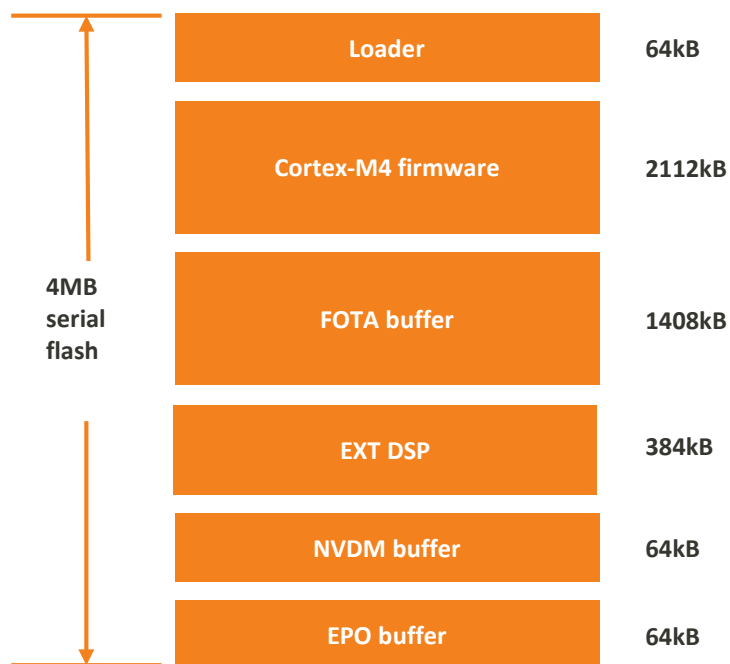 Loader
64kB
Cortex-M4 firmware
2112kB
4MB
serial
flash
FOTA buffer
1408kB
EXT DSP
384kB
NVDM buffer
64kB
EPO buffer
64kB